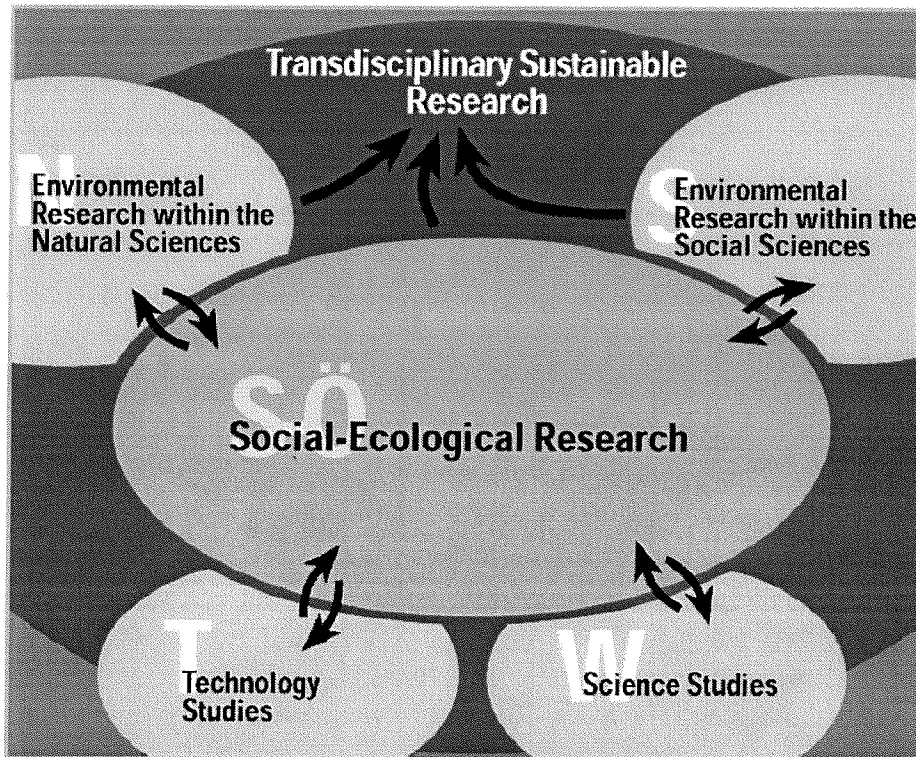 Transdisciplinary Sustainable
Research
N
Environmental
Research within the
Natural Sciences
S
Environmental
Research within the
Social Sciences
SÖ
Social-Ecological Research
T
Technology
Studies
W
Science Studies